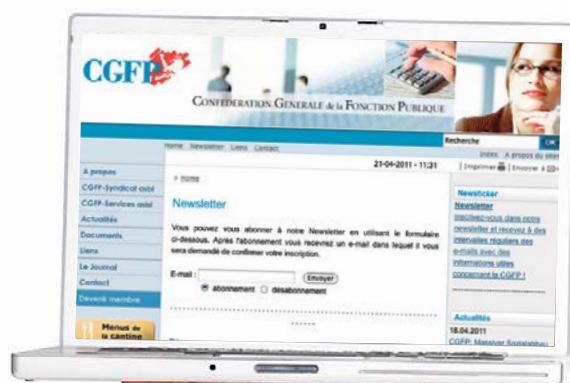 CGFP
CONFÉDÉRATION GÉNÉRALE de la FONCTION PUBLIQUE
Recherche
OK
Home Newsletter Liens Contact
Index A propos du site
21-04-2011 - 11:31
Imprimer Envoyer à
A propos
CGFP-Syndicat asbl
CGFP-Services asbl
Actualités
Documents
Liens
Le Journal
Contact
Devenir membre
Menus de
la cantine
> Home
Newsletter
Vous pouvez vous abonner à notre Newsletter en utilisant le formulaire
ci-dessous. Après l'abonnement vous recevrez un e-mail dans lequel il vous
sera demandé de confirmer votre inscription.
E-mail :
Envoyer
abonnement désabonnement
Newsticker
Newsletter
Inscrivez-vous dans notre
newsletter et recevez à des
intervalles réguliers des
e-mails avec des
informations utiles
concernant la CGFP !
Actualités
18.04.2011
CGFP: Massiver Sozialabbau